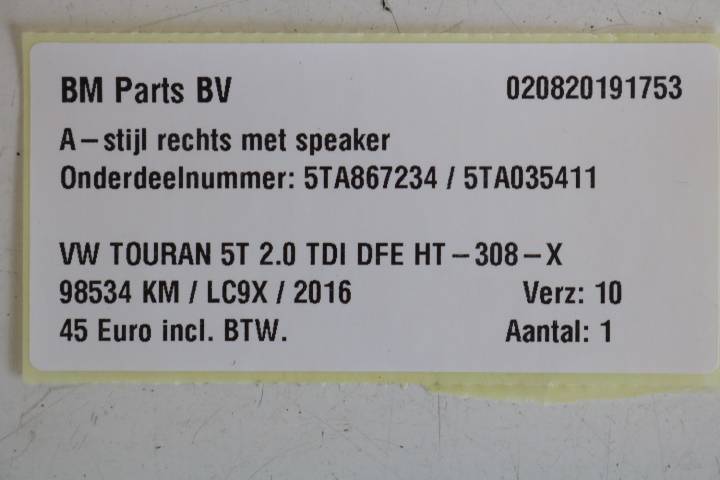 BM Parts BV 020820191753
A-stijl rechts met speaker
Onderdeelnummer: 5TA867234 / 5TA035411
VW TOURAN 5T 2.0 TDI DFE HT-308-X
98534 KM / LC9X / 2016 Verz: 10
45 Euro incl. BTW. Aantal: 1